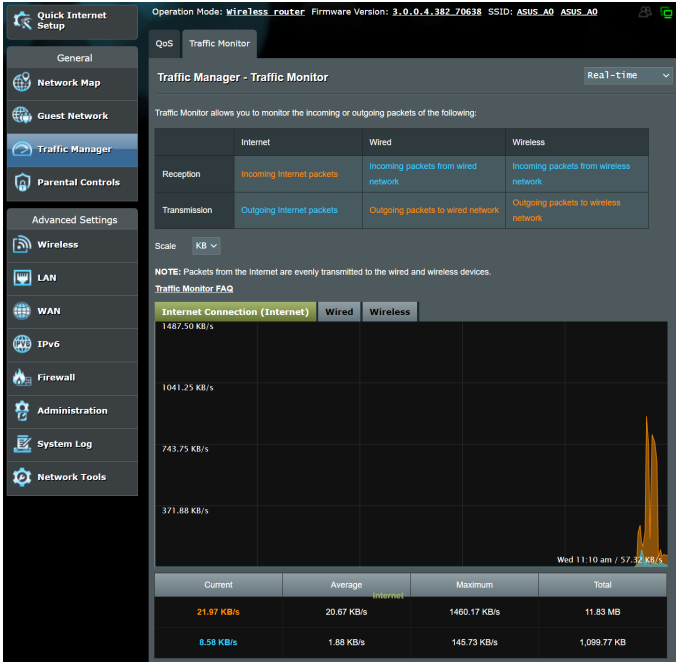 Quick Internet
Setup
General
Network Map
Guest Network
Traffic Manager
Parental Controls
Advanced Settings
Wireless
LAN
WAN
IPv6
Firewall
Administration
System Log
Network Tools
Operation Mode: Wireless router Firmware Version: 3.0.0.4.382_70638 SSID: ASUS_A0 ASUS_A0
QoS Traffic Monitor
Traffic Manager - Traffic Monitor Real-time
Traffic Monitor allows you to monitor the incoming or outgoing packets of the following:
Internet Wired Wireless
Reception Incoming Internet packets Incoming packets from wired network Incoming packets from wireless network
Transmission Outgoing Internet packets Outgoing packets to wired network Outgoing packets to wireless network
Scale KB
NOTE: Packets from the Internet are evenly transmitted to the wired and wireless devices.
Traffic Monitor FAQ
Internet Connection (Internet) Wired Wireless
1487.50 KB/s
1041.25 KB/s
743.75 KB/s
371.88 KB/s
Wed 11:10 am / 57.32 KB/s
Current Average Maximum Total
Internet
21.97 KB/s 20.67 KB/s 1460.17 KB/s 11.83 MB
8.58 KB/s 1.88 KB/s 145.73 KB/s 1,099.77 KB